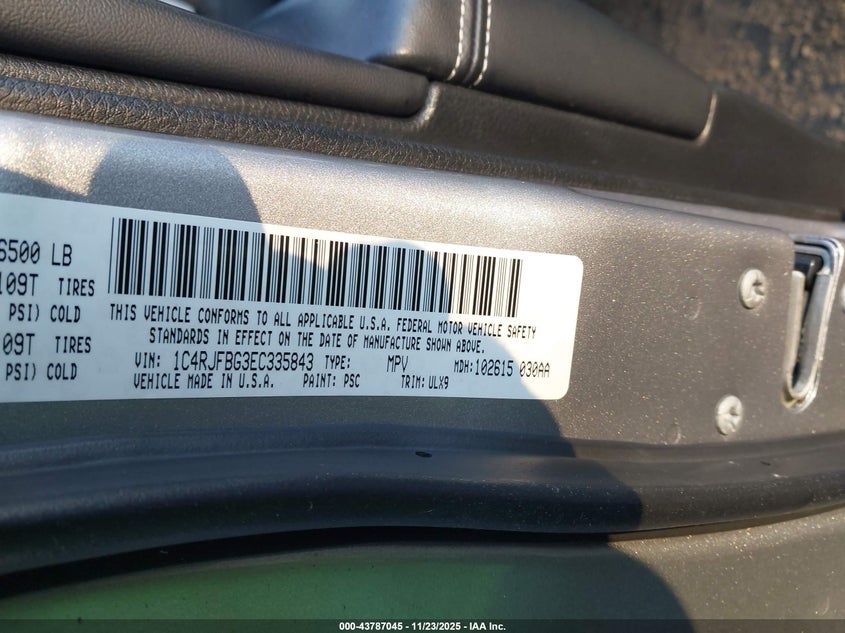 6500 LB
109T TIRES
PSI) COLD
09T TIRES
PSI) COLD
THIS VEHICLE CONFORMS TO ALL APPLICABLE U.S.A. FEDERAL MOTOR VEHICLE SAFETY
STANDARDS IN EFFECT ON THE DATE OF MANUFACTURE SHOWN ABOVE.
VIN: 1C4RJFBG3EC335843 TYPE: MPV MDH:102615 030AA
VEHICLE MADE IN U.S.A. PAINT: PSC TRIM:ULX9
000-43787045 - 11/23/2025 - IAA Inc.